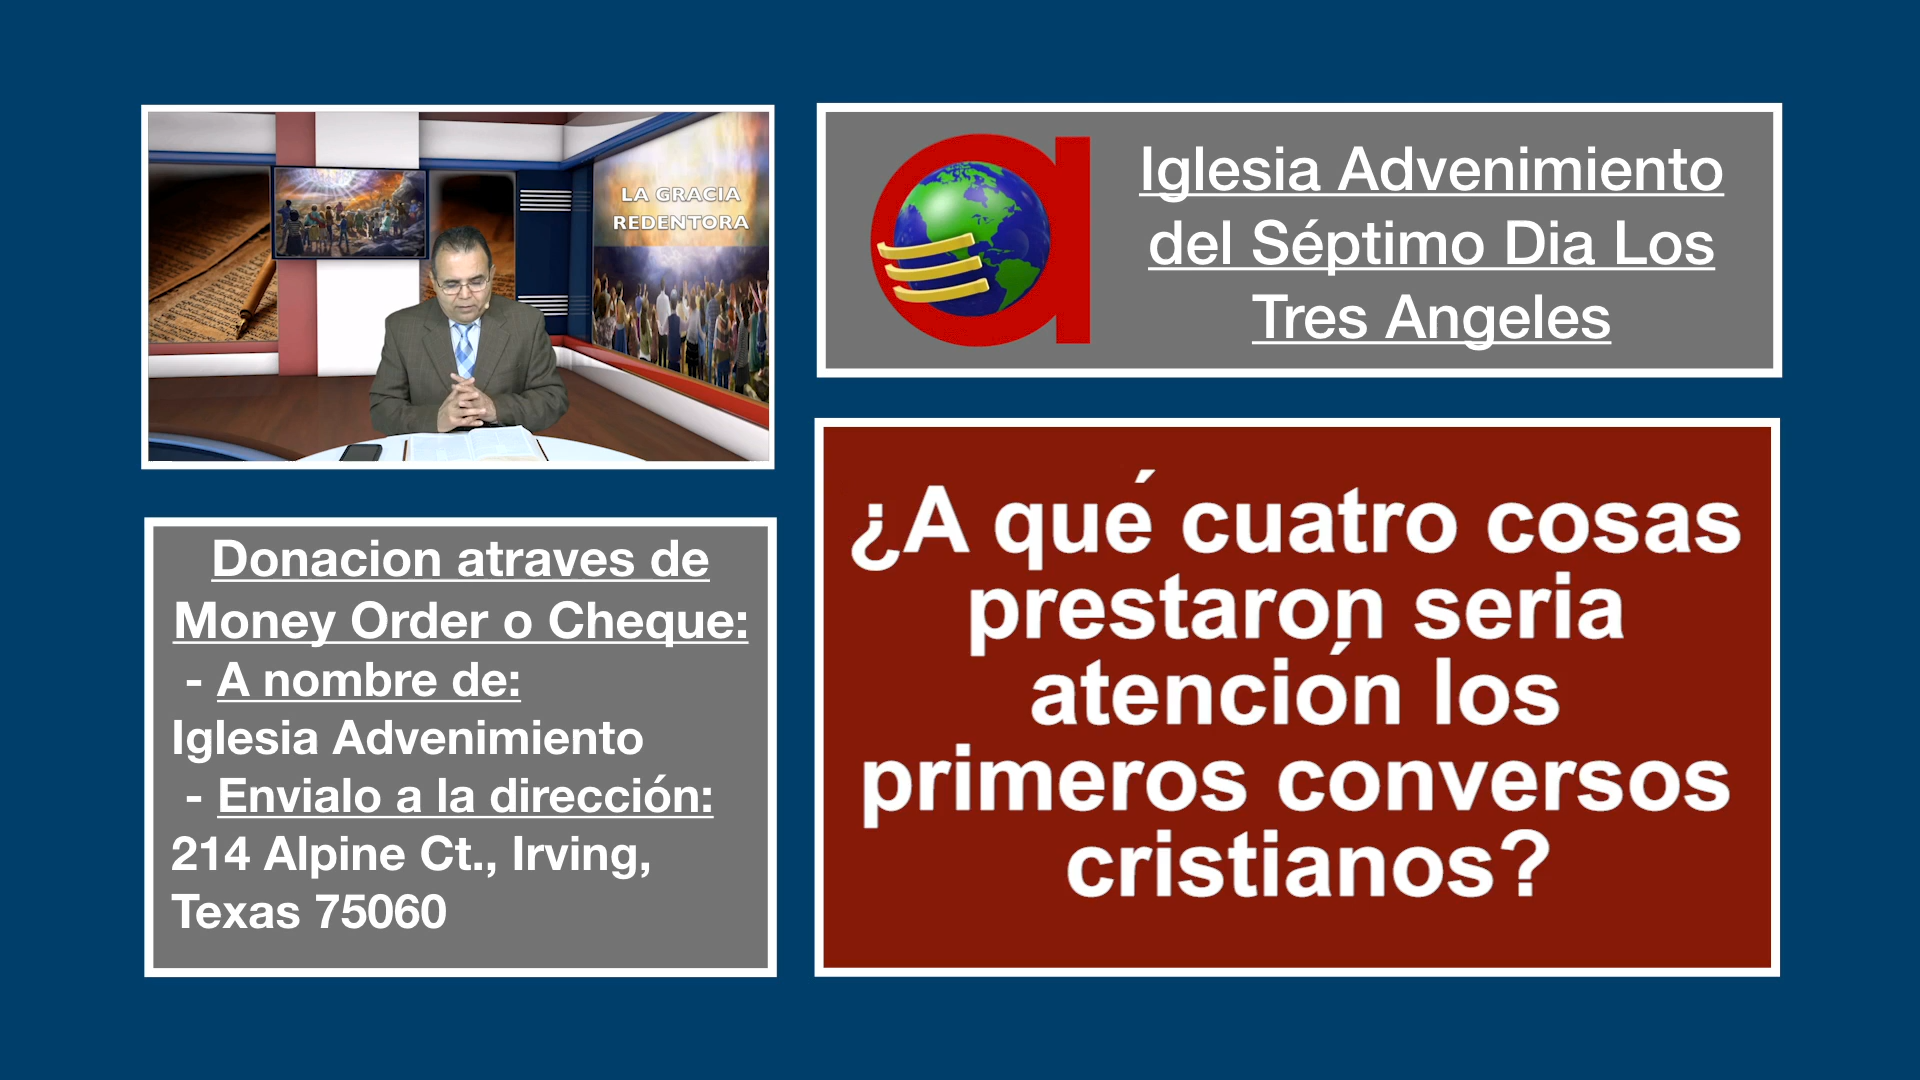 LA GRACIA
REDENTORA
Iglesia Advenimiento
del Séptimo Dia Los
Tres Angeles
Donacion atraves de
Money Order o Cheque:
- A nombre de:
Iglesia Advenimiento
- Envialo a la dirección:
214 Alpine Ct., Irving,
Texas 75060
¿A qué cuatro cosas
prestaron seria
atención los
primeros conversos
cristianos?